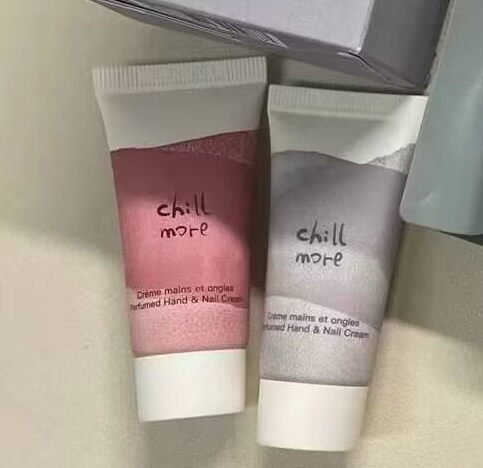 chill
more
Crème mains et ongles
Perfumed Hand & Nail Cream
chill
more
Crème mains et ongles
Perfumed Hand & Nail Cream